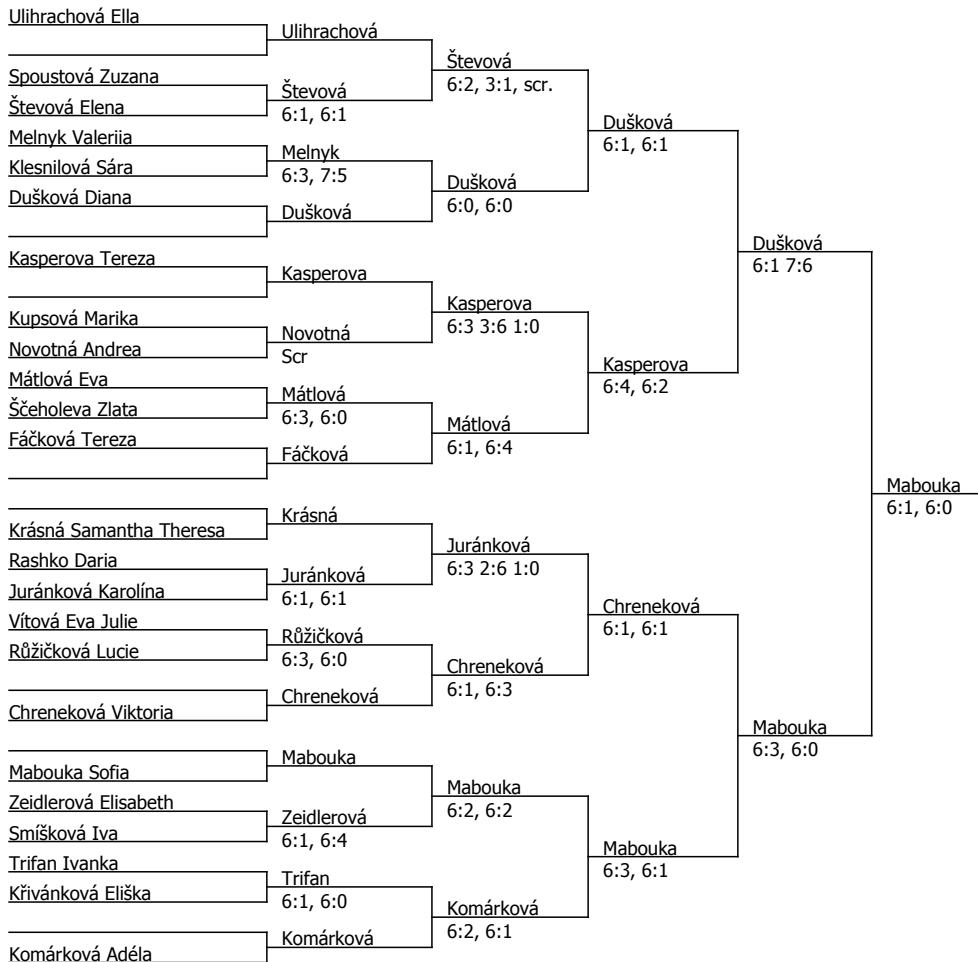 Ulihrachová Ella
Spoustová Zuzana
Števová Elena
Melnyk Valeriia
Klesnilová Sára
Dušková Diana
Kasperova Tereza
Kupsová Marika
Novotná Andrea
Mátlová Eva
Ščeholeva Zlata
Fáčková Tereza
Krásná Samantha Theresa
Rashko Daria
Juránková Karolína
Vítová Eva Julie
Růžičková Lucie
Chreneková Viktoria
Mabouka Sofia
Zeidlerová Elisabeth
Smíšková Iva
Trifan Ivanka
Křivánková Eliška
Komárková Adéla
Ulihrachová
Števová
6:1, 6:1
Melnyk
6:3, 7:5
Dušková
Kasperova
Novotná
Scr
Mátlová
6:3, 6:0
Fáčková
Krásná
Juránková
6:1, 6:1
Růžičková
6:3, 6:0
Chreneková
Mabouka
Zeidlerová
6:1, 6:4
Trifan
6:1, 6:0
Komárková
Števová
6:2, 3:1, scr.
Dušková
6:0, 6:0
Kasperova
6:3 3:6 1:0
Mátlová
6:1, 6:4
Juránková
6:3 2:6 1:0
Chreneková
6:1, 6:3
Mabouka
6:2, 6:2
Komárková
6:2, 6:1
Dušková
6:1, 6:1
Kasperova
6:4, 6:2
Chreneková
6:1, 6:1
Mabouka
6:3, 6:1
Dušková
6:1 7:6
Mabouka
6:3, 6:0
Mabouka
6:1, 6:0